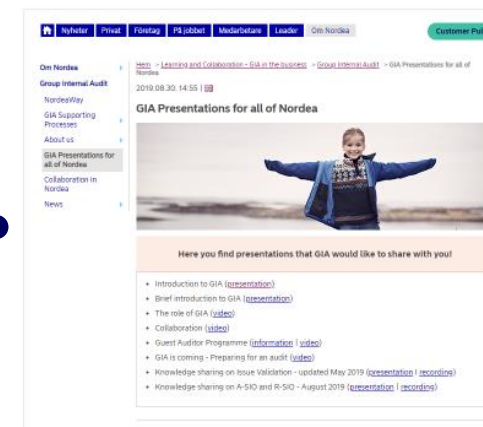 Nyheter Privat Företag På jobbet Medarbetare Leader Om Nordea
Customer Pul
Om Nordea
Group Internal Audit
NordeaWay
GIA Supporting
Processes
About us
GIA Presentations for
all of Nordea
Collaboration in
Nordea
News
Hem > Learning and Collaboration - GIA in the business > Group Internal Audit > GIA Presentations for all of
Nordea
2019.08.30. 14:55 |
GIA Presentations for all of Nordea
Here you find presentations that GIA would like to share with you!
• Introduction to GIA (presentation)
• Brief introduction to GIA (presentation)
• The role of GIA (video)
• Collaboration (video)
• Guest Auditor Programme (information | video)
• GIA is coming - Preparing for an audit (video)
• Knowledge sharing on Issue Validation - updated May 2019 (presentation | recording)
• Knowledge sharing on A-SIO and R-SIO - August 2019 (presentation | recording)